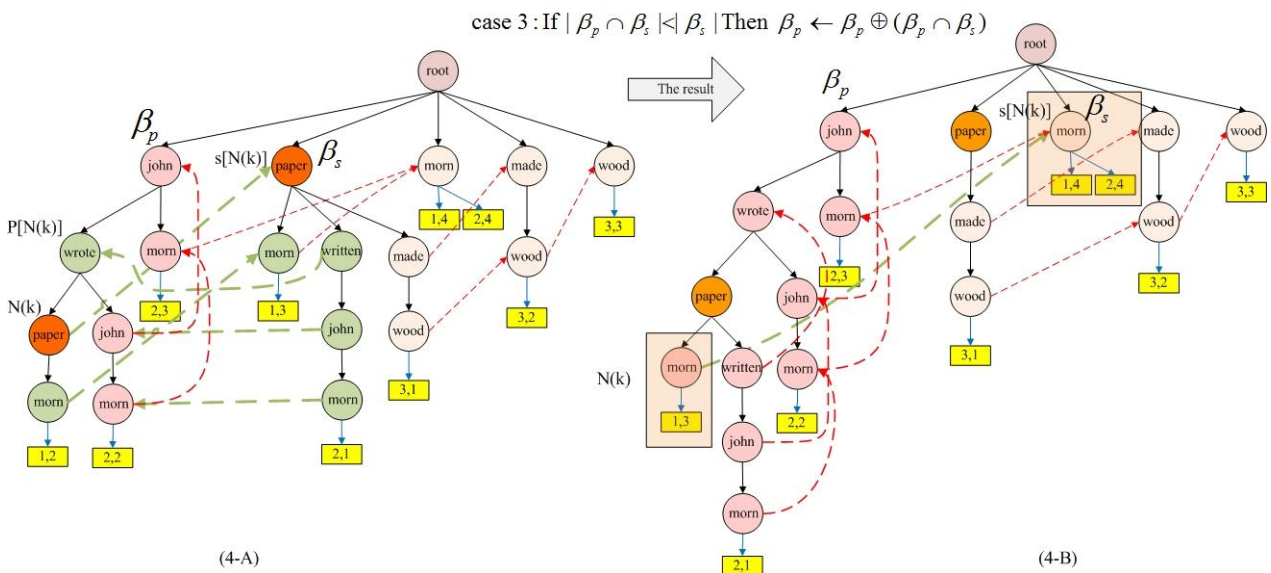 case 3 : If | β_p ∩ β_s |<| β_s | Then β_p ← β_p ⊕ (β_p ∩ β_s)
root
The result
root
β_p
john
s[N(k)]
paper
β_s
morn
made
wood
1,4
2,4
3,3
P[N(k)]
wrote
morn
morn
written
made
wood
2,3
1,3
3,2
N(k)
paper
john
john
wood
morn
morn
morn
3,1
1,2
2,2
2,1
(4-A)
β_p
john
paper
s[N(k)]
β_s
morn
made
wood
1,4
2,4
3,3
wrote
morn
made
wood
2,3
3,2
paper
john
wood
N(k)
morn
written
morn
3,1
1,3
2,2
john
morn
2,1
(4-B)